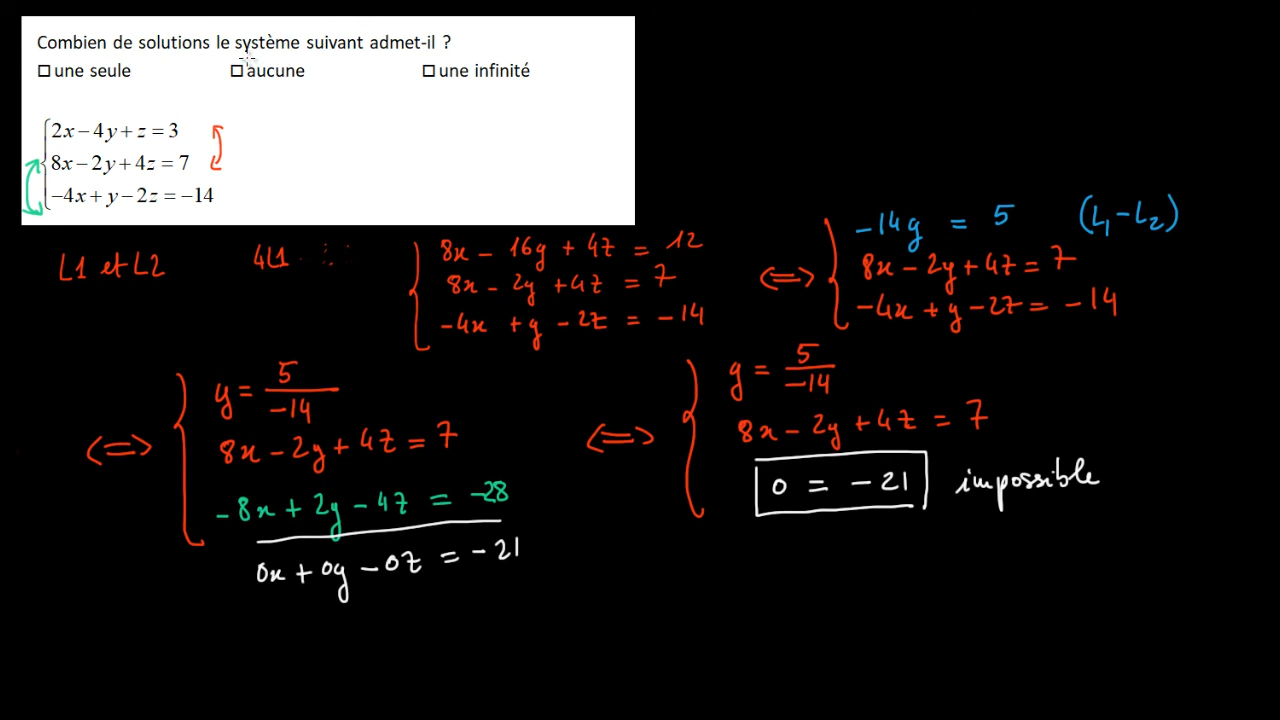 Combien de solutions le système suivant admet-il ?
une seule aucune une infinité
2x − 4y + z = 3
8x − 2y + 4z = 7
−4x + y − 2z = −14
L1 et L2 4L1
8x − 16y + 4z = 12
8x − 2y + 4z = 7
−4x + y − 2z = −14
⟺
−14y = 5 (L₁−L₂)
8x − 2y + 4z = 7
−4x + y − 2z = −14
⟺
y = 5/−14
8x − 2y + 4z = 7
−8x + 2y − 4z = −28
0x + 0y − 0z = −21
⟺
y = 5/−14
8x − 2y + 4z = 7
0 = −21 impossible